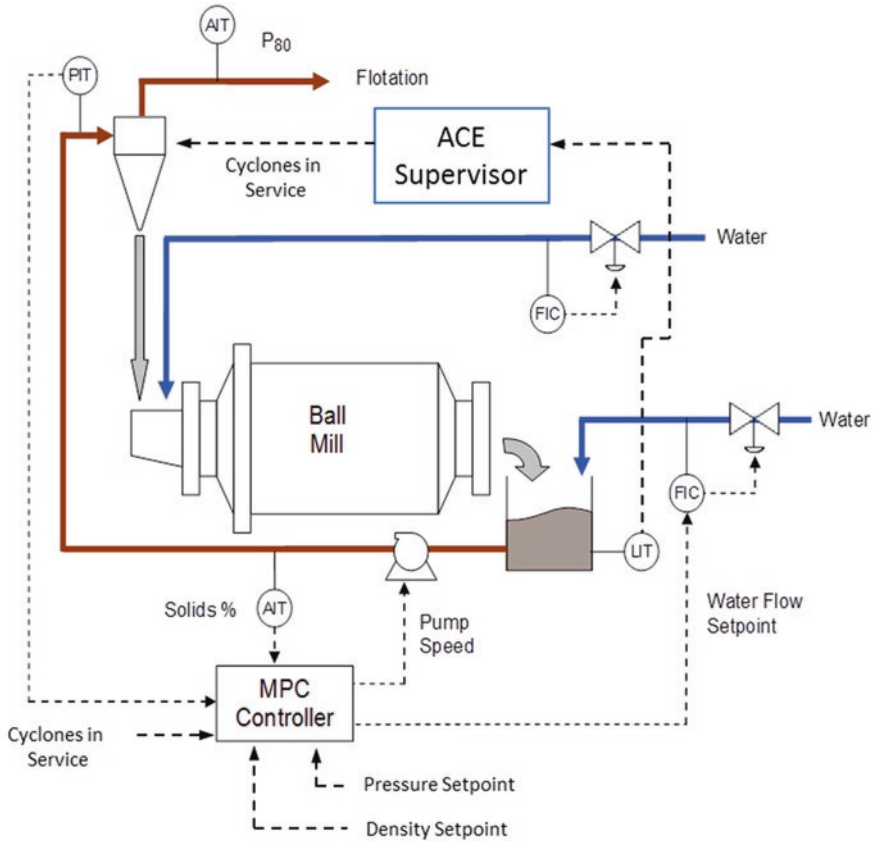 AIT
P80
PIT
Flotation
ACE
Supervisor
Cyclones in
Service
Water
FIC
Ball
Mill
Water
FIC
LIT
Solids %
AIT
Pump
Speed
Water Flow
Setpoint
MPC
Controller
Cyclones in
Service
Pressure Setpoint
Density Setpoint